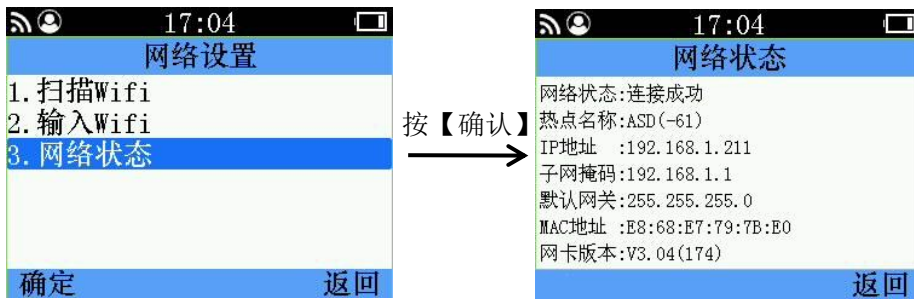 17:04
网络设置
1.扫描Wifi
2.输入Wifi
3.网络状态
确定 返回
按【确认】
17:04
网络状态
网络状态:连接成功
热点名称:ASD(-61)
IP地址 :192.168.1.211
子网掩码:192.168.1.1
默认网关:255.255.255.0
MAC地址 :E8:68:E7:79:7B:E0
网卡版本:V3.04(174)
返回